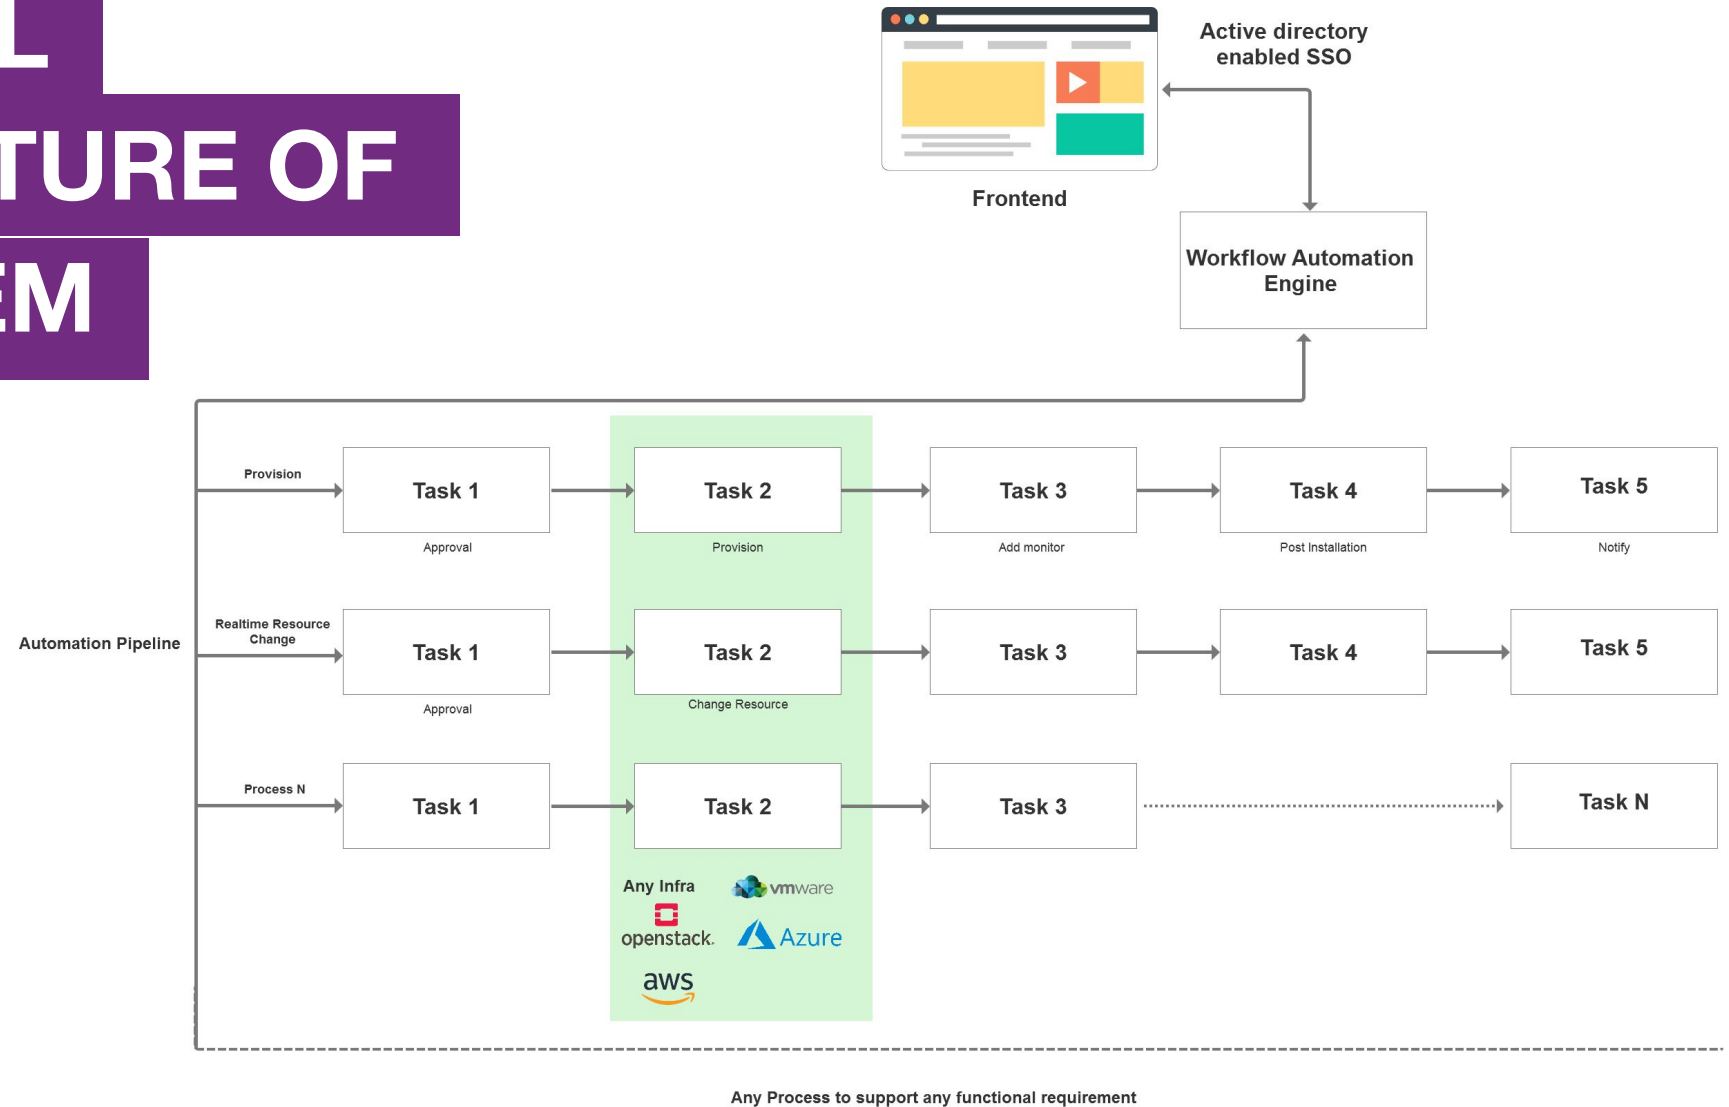 L
TURE OF
EM
Active directory
enabled SSO
Frontend
Workflow Automation
Engine
Automation Pipeline
Provision
Task 1
Approval
Task 2
Provision
Task 3
Add monitor
Task 4
Post Installation
Task 5
Notify
Realtime Resource
Change
Task 1
Approval
Task 2
Change Resource
Task 3
Task 4
Task 5
Process N
Task 1
Task 2
Task 3
Task N
Any Infra
vmware
openstack.
Azure
aws
Any Process to support any functional requirement